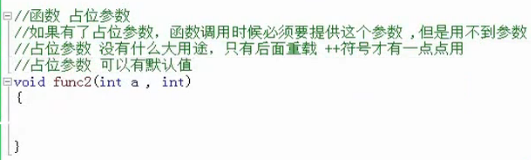 //函数 占位参数
//如果有了占位参数，函数调用时候必须要提供这个参数 ,但是用不到参数
//占位参数 没有什么大用途，只有后面重载 ++符号才有一点点用
//占位参数 可以有默认值
void func2(int a , int)
{
}